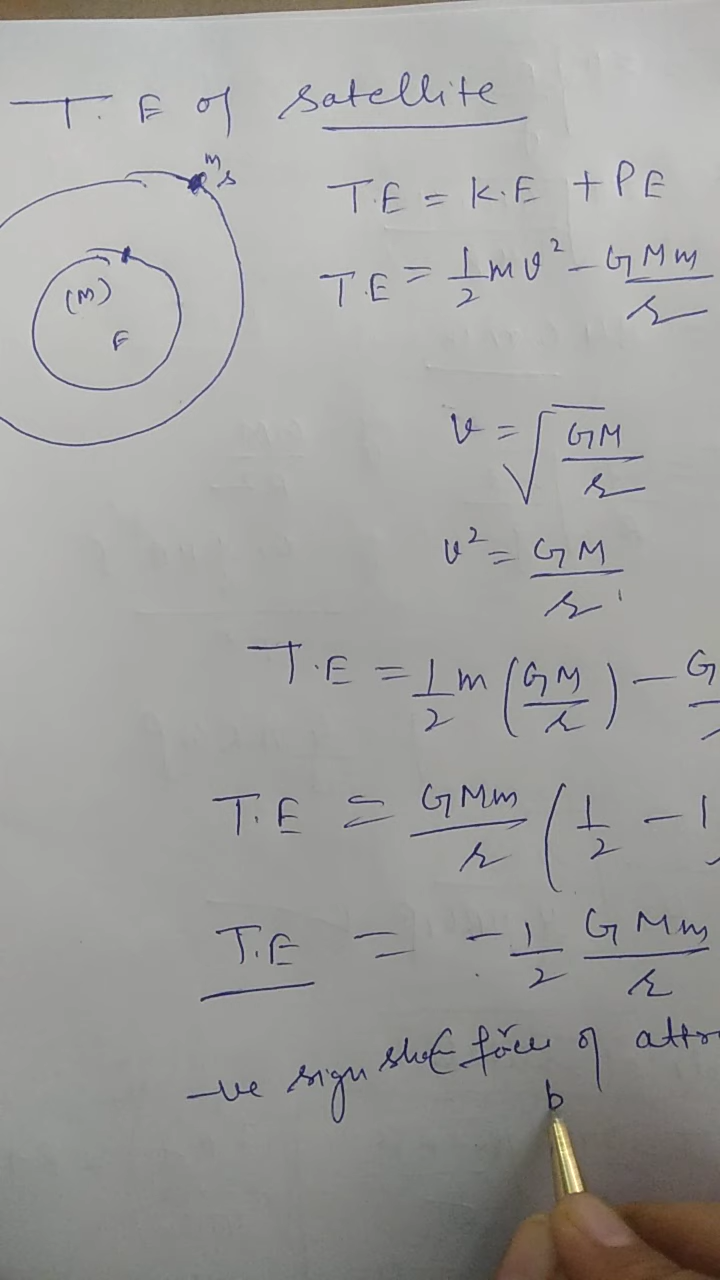 T.E of satellite
m s
(M)
E
T.E = K.E + PE
T.E = 1/2 mv² - GMm/r
v = √GM/r
v² = GM/r
T.E = 1/2 m (GM/r) - G
T.E = GMm/r (1/2 - 1
T.E = - 1/2 GMm/r
-ve sign force of attr
b